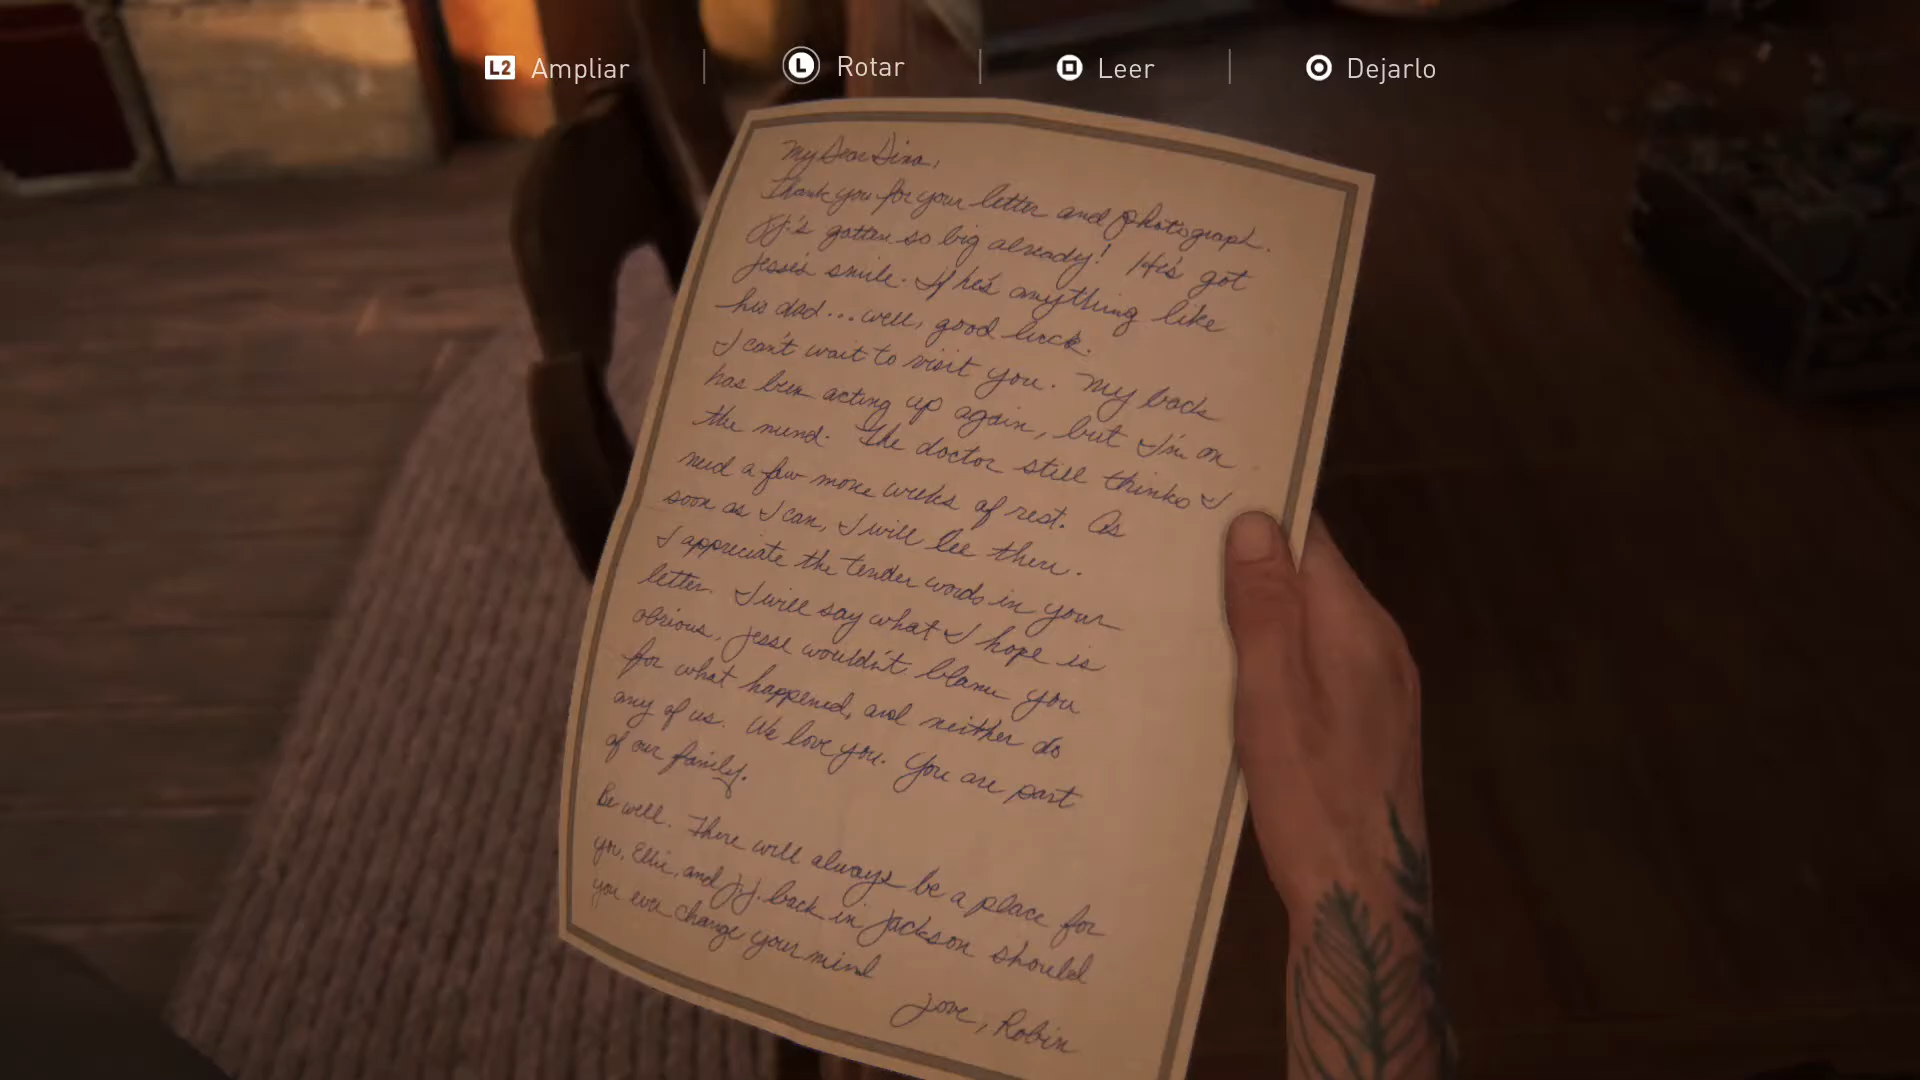 L2 Ampliar
L Rotar
Leer
Dejarlo
My Dear Dina,
Thank you for your letter and photograph.
JJ's gotten so big already! He's got
Jesse's smile. If he's anything like
his dad...well, good luck.
I can't wait to visit you. My back
has been acting up again, but I'm on
the mend. The doctor still thinks I
need a few more weeks of rest. As
soon as I can, I will be there.
I appreciate the tender words in your
letter. I will say what I hope is
obvious, Jesse wouldn't blame you
for what happened, and neither do
any of us. We love you. You are part
of our family.
Be well. There will always be a place for
you, Ellie, and J.J. back in Jackson should
you ever change your mind
Love, Robin